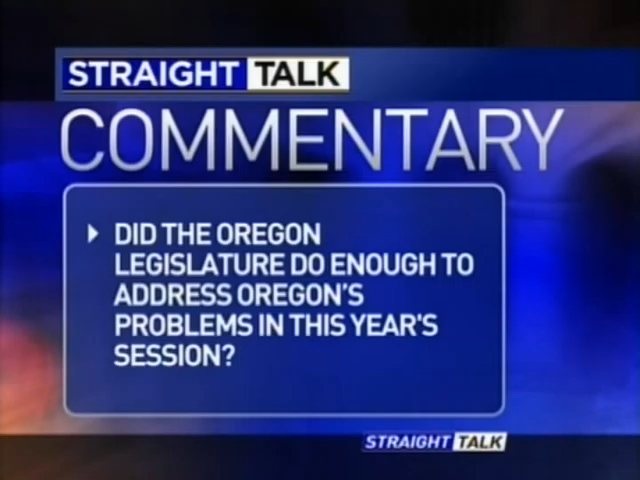 STRAIGHT TALK
COMMENTARY
DID THE OREGON
LEGISLATURE DO ENOUGH TO
ADDRESS OREGON'S
PROBLEMS IN THIS YEAR'S
SESSION?
STRAIGHT TALK